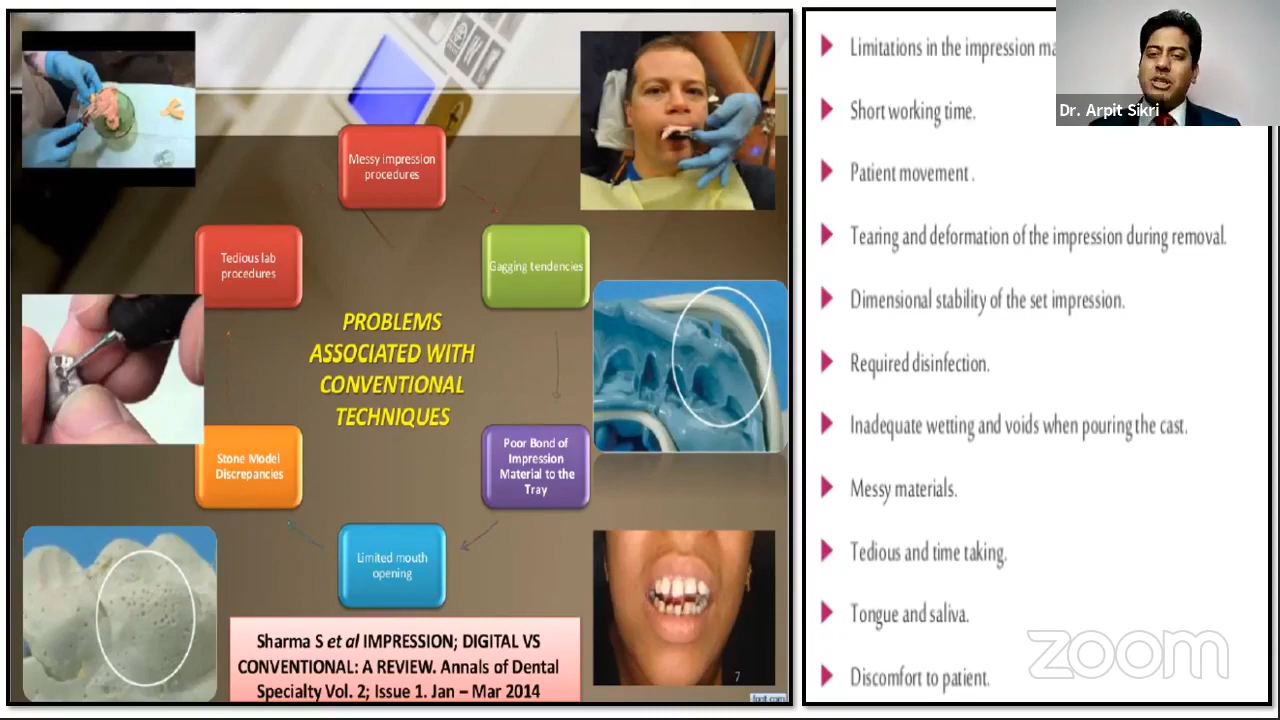 Messy impression
procedures
Gagging tendencies
Poor Bond of
Impression
Material to the
Tray
Limited mouth
opening
Stone Model
Discrepancies
Tedious lab
procedures
PROBLEMS
ASSOCIATED WITH
CONVENTIONAL
TECHNIQUES
Sharma S et al IMPRESSION; DIGITAL VS
CONVENTIONAL: A REVIEW. Annals of Dental
Specialty Vol. 2; Issue 1. Jan – Mar 2014
7
Limitations in the impression
Short working time.
Patient movement .
Tearing and deformation of the impression during removal.
Dimensional stability of the set impression.
Required disinfection.
Inadequate wetting and voids when pouring the cast.
Messy materials.
Tedious and time taking.
Tongue and saliva.
Discomfort to patient.
Dr. Arpit Sikri
zoom